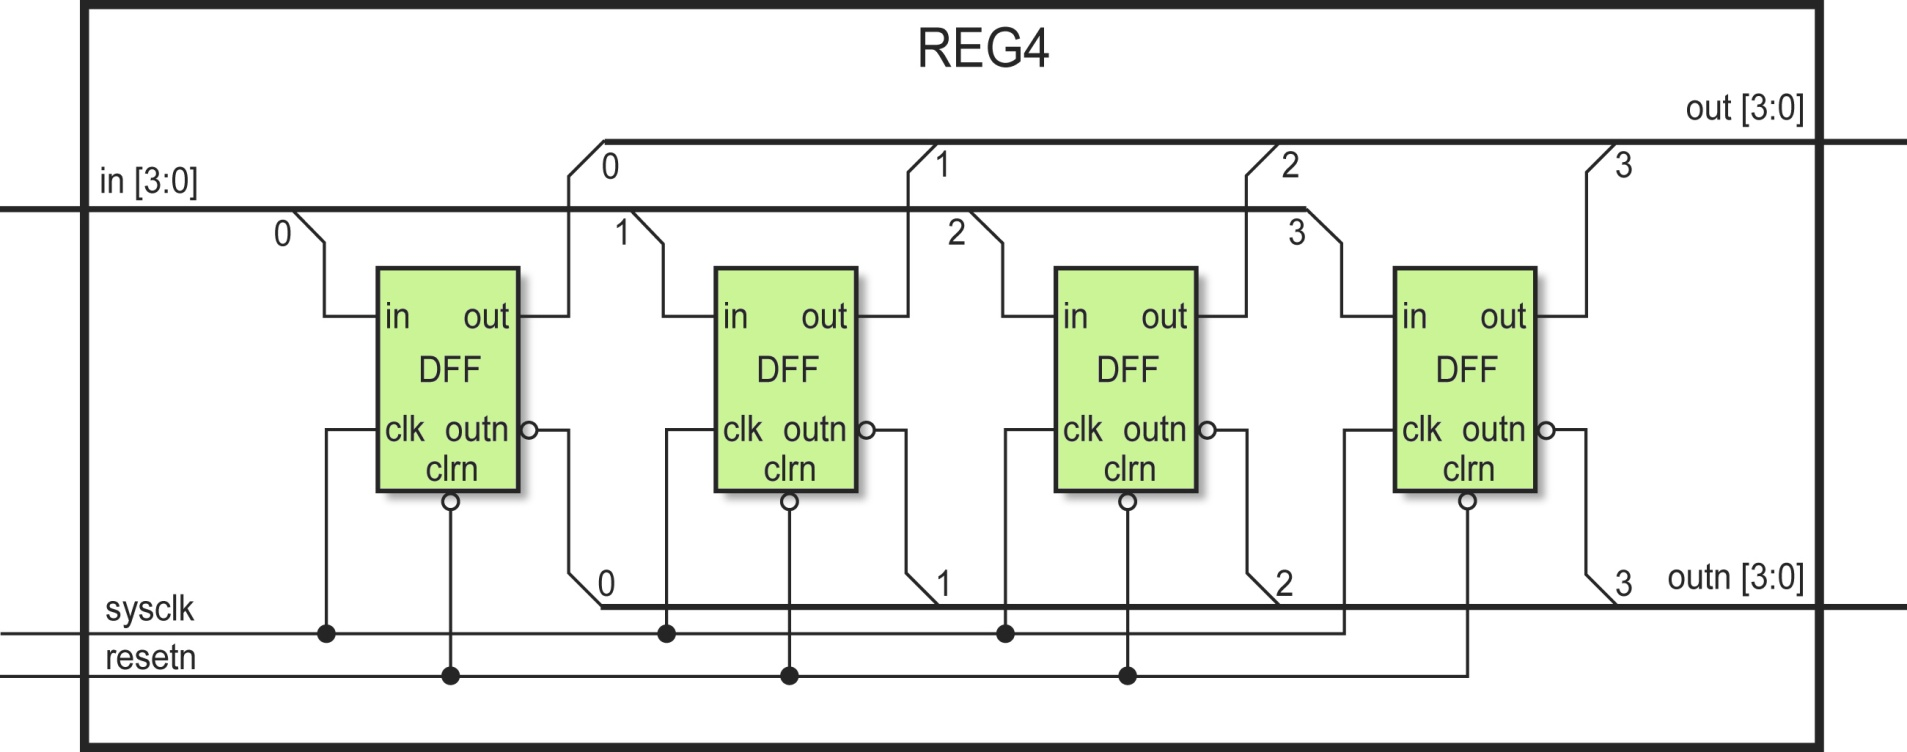 REG4
out [3:0]
in [3:0]
0 1 2 3
0 1 2 3
in out
DFF
clk outn
clrn
in out
DFF
clk outn
clrn
in out
DFF
clk outn
clrn
in out
DFF
clk outn
clrn
0 1 2 3
outn [3:0]
sysclk
resetn